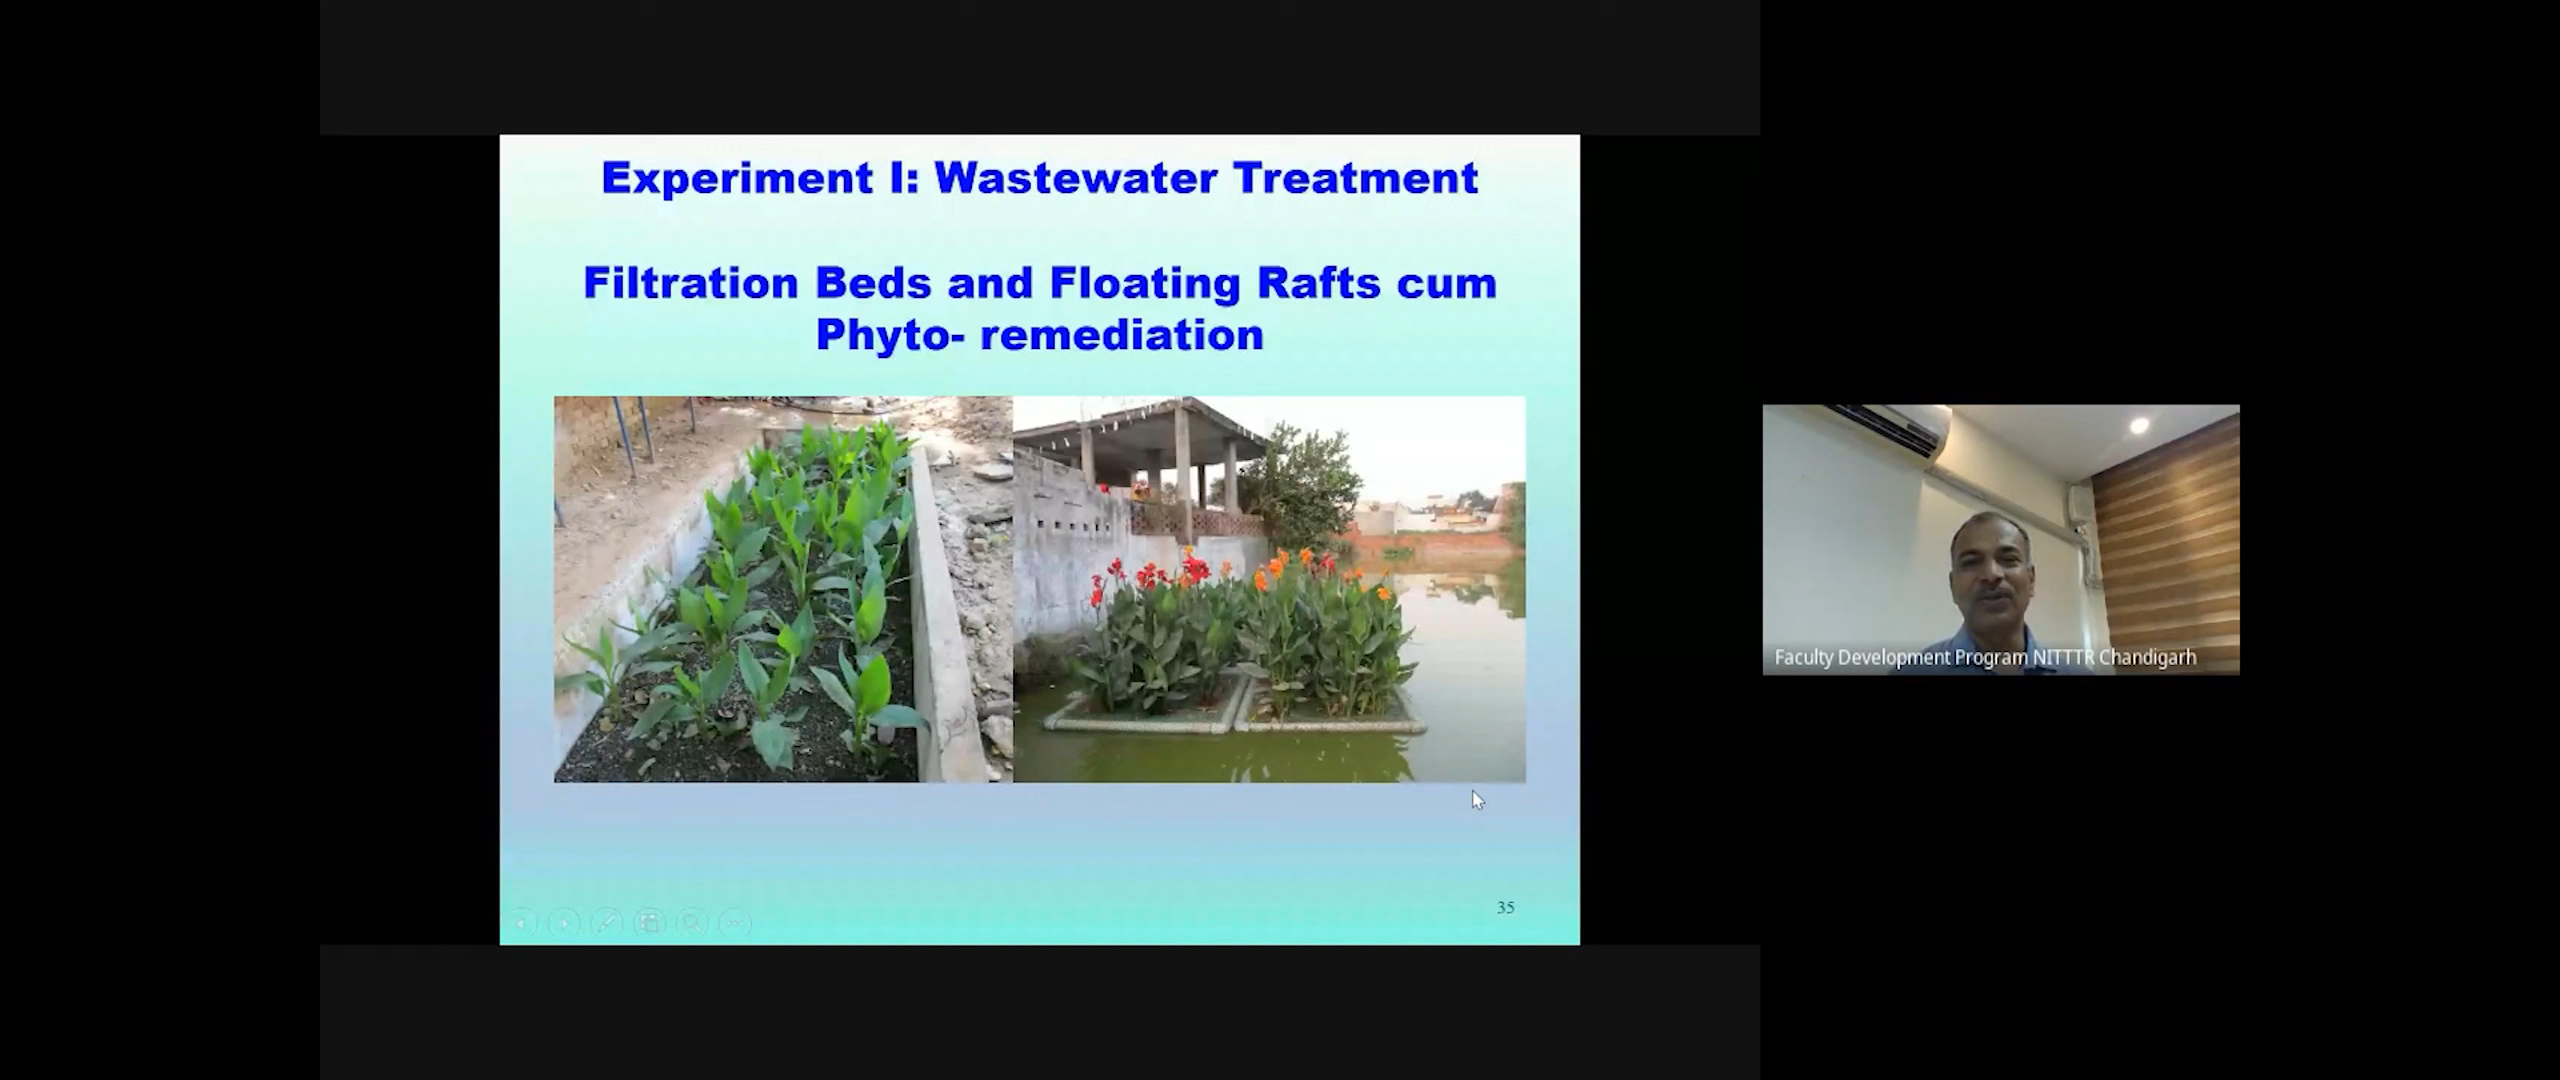 Experiment I: Wastewater Treatment
Filtration Beds and Floating Rafts cum
Phyto- remediation
35
Faculty Development Program NITTTR Chandigarh